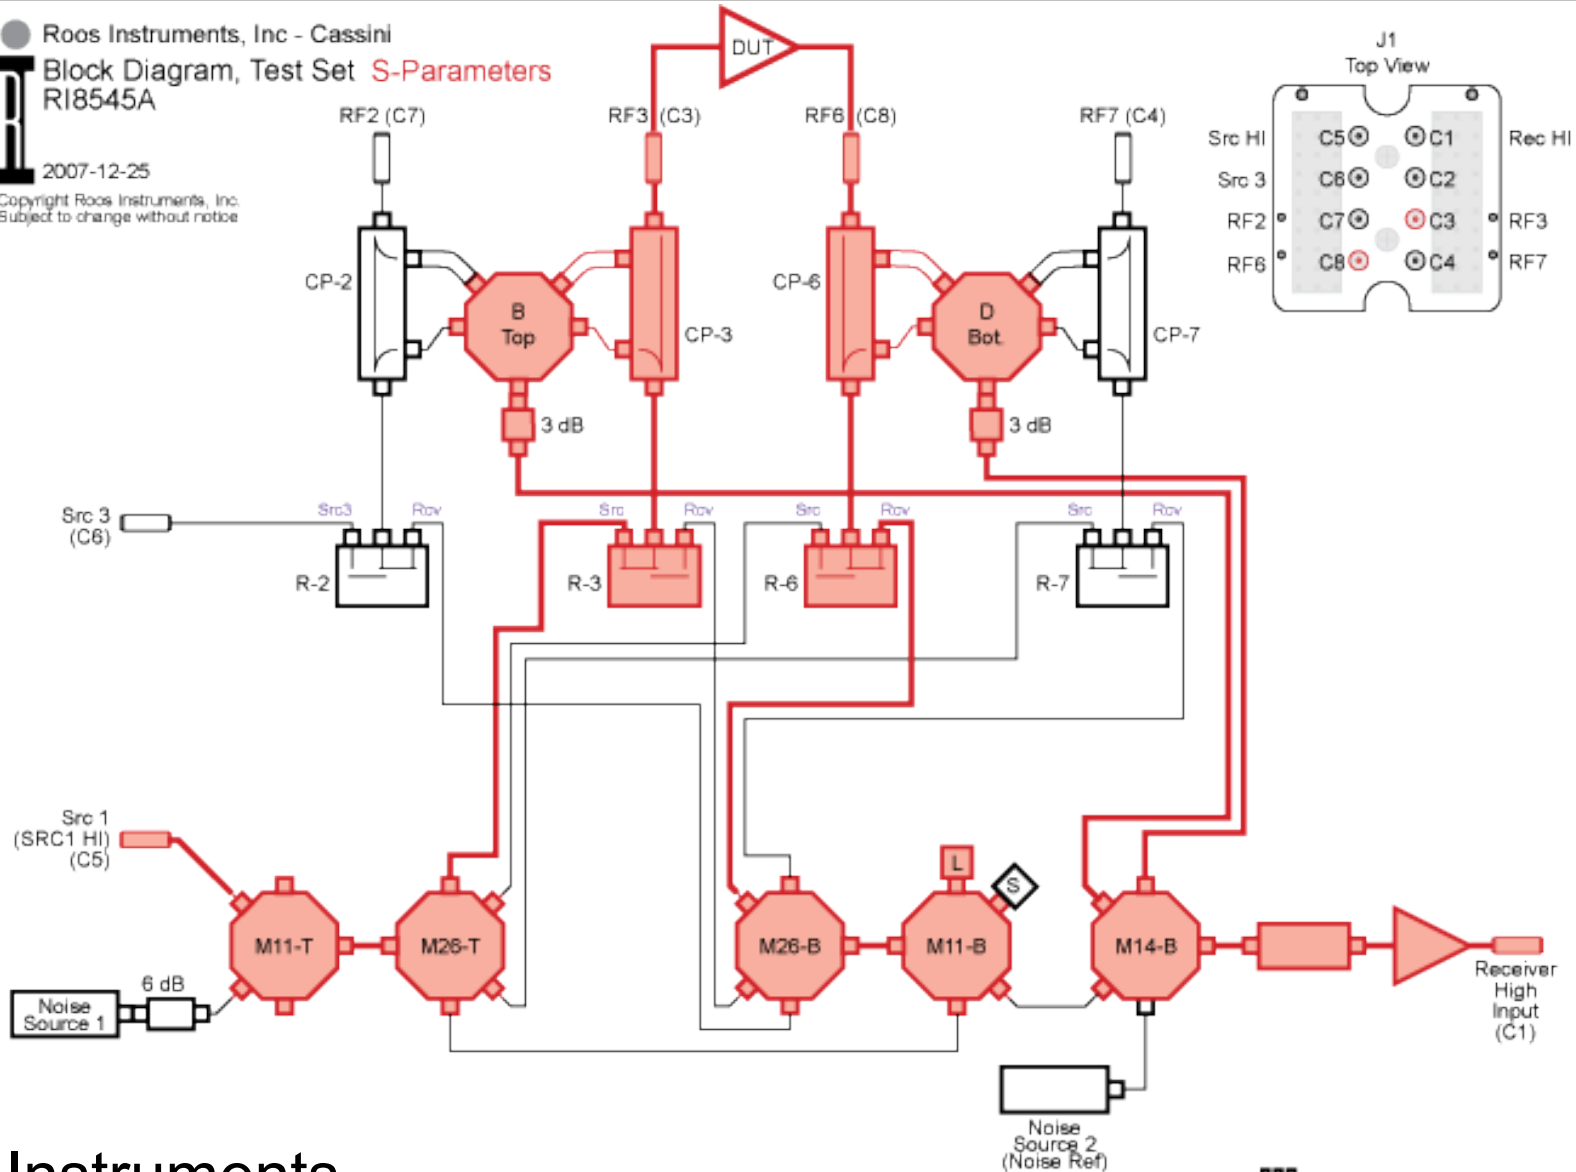 Roos Instruments, Inc - Cassini
Block Diagram, Test Set S-Parameters
RI8545A
2007-12-25
Copyright Roos Instruments, Inc.
Subject to change without notice
DUT
RF2 (C7)
RF3 (C3)
RF6 (C8)
RF7 (C4)
J1
Top View
Src HI
C5
C1
Rec HI
Src 3
C6
C2
RF2
C7
C3
RF3
RF6
C8
C4
RF7
CP-2
B
Top
CP-3
CP-6
D
Bot.
CP-7
3 dB
3 dB
Src 3
(C6)
Src3
Rcv
Src
Rcv
Src
Rcv
Src
Rcv
R-2
R-3
R-6
R-7
Src 1
(SRC1 HI)
(C5)
L
S
M11-T
M26-T
M26-B
M11-B
M14-B
6 dB
Noise
Source 1
Receiver
High
Input
(C1)
Noise
Source 2
(Noise Ref)
Instruments